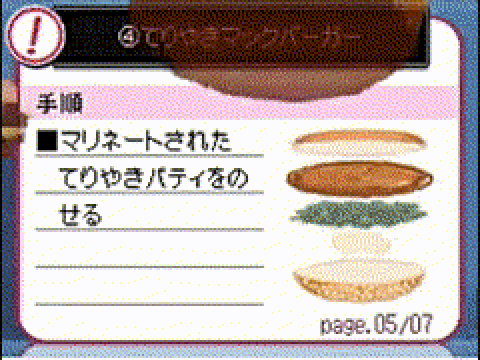 !
④てりやきマックバーガー
手順
■マリネートされた
てりやきパティをの
せる
page.05/07